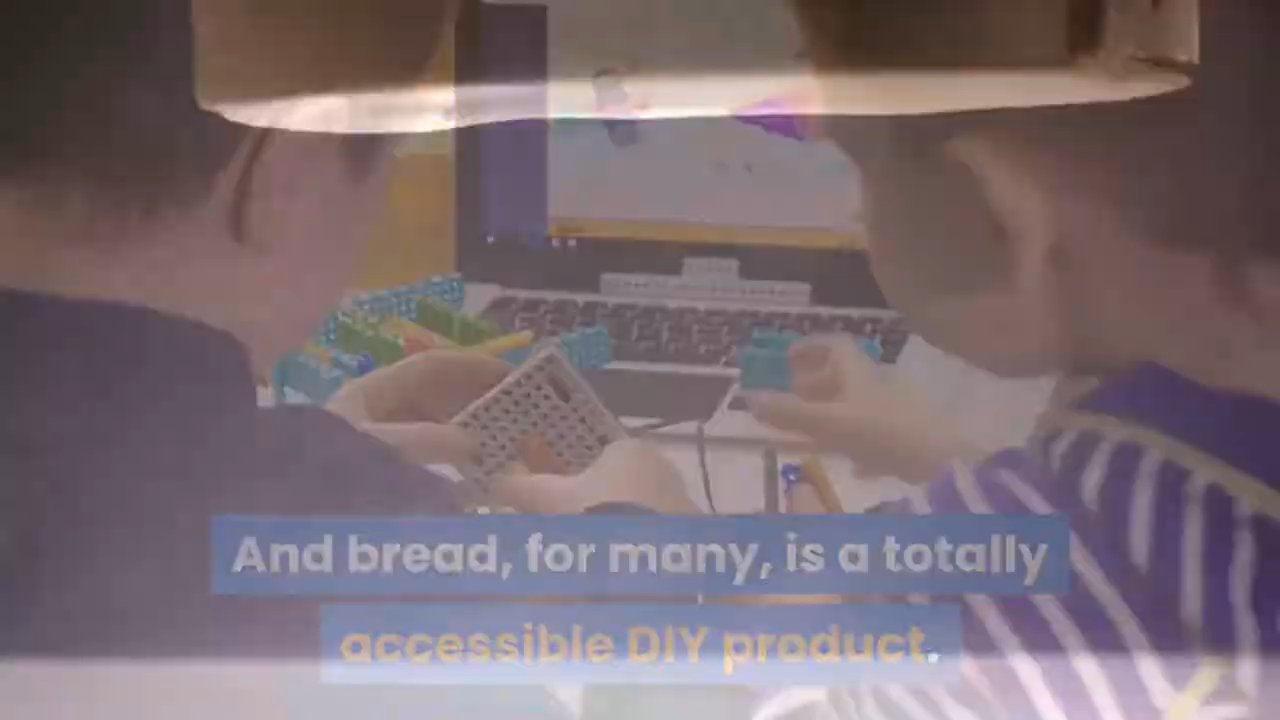 And bread, for many, is a totally
accessible DIY product.